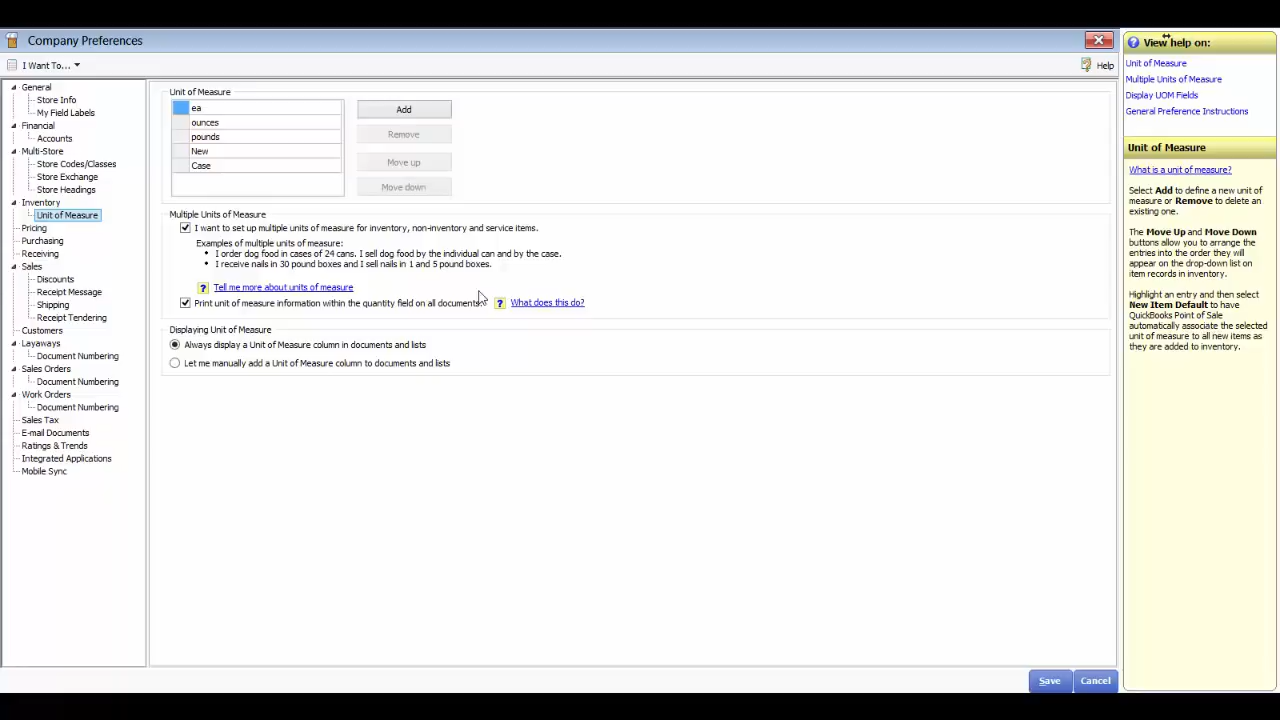 Company Preferences
I Want To...
Help
General
Store Info
My Field Labels
Financial
Accounts
Multi-Store
Store Codes/Classes
Store Exchange
Store Headings
Inventory
Unit of Measure
Pricing
Purchasing
Receiving
Sales
Discounts
Receipt Message
Shipping
Receipt Tendering
Customers
Layaways
Document Numbering
Sales Orders
Document Numbering
Work Orders
Document Numbering
Sales Tax
E-mail Documents
Ratings & Trends
Integrated Applications
Mobile Sync
Unit of Measure
ea
ounces
pounds
New
Case
Add
Remove
Move up
Move down
Multiple Units of Measure
I want to set up multiple units of measure for inventory, non-inventory and service items.
Examples of multiple units of measure:
• I order dog food in cases of 24 cans. I sell dog food by the individual can and by the case.
• I receive nails in 30 pound boxes and I sell nails in 1 and 5 pound boxes.
? Tell me more about units of measure
Print unit of measure information within the quantity field on all documents. ? What does this do?
Displaying Unit of Measure
Always display a Unit of Measure column in documents and lists
Let me manually add a Unit of Measure column to documents and lists
Save
Cancel
? View help on:
Unit of Measure
Multiple Units of Measure
Display UOM Fields
General Preference Instructions
Unit of Measure
What is a unit of measure?
Select Add to define a new unit of
measure or Remove to delete an
existing one.
The Move Up and Move Down
buttons allow you to arrange the
entries into the order they will
appear on the drop-down list on
item records in inventory.
Highlight an entry and then select
New Item Default to have
QuickBooks Point of Sale
automatically associate the selected
unit of measure to all new items as
they are added to inventory.